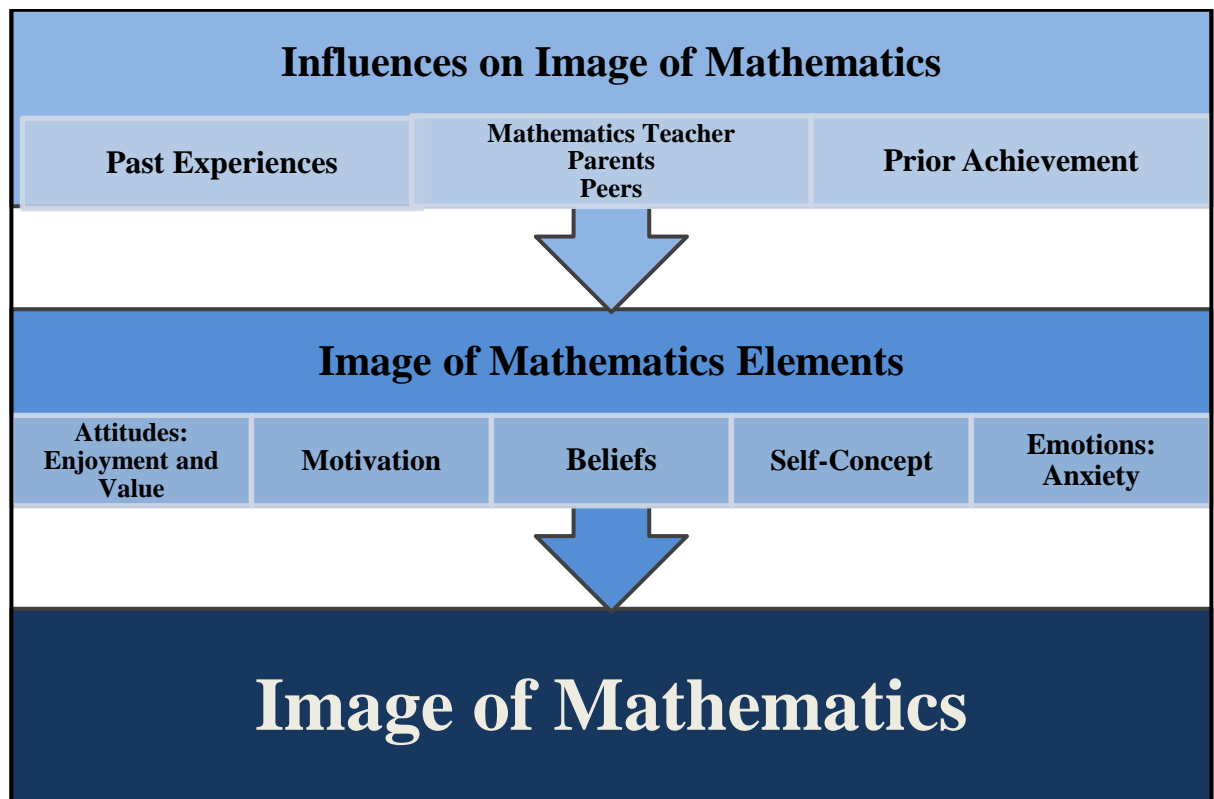 Influences on Image of Mathematics
Past Experiences
Mathematics Teacher
Parents
Peers
Prior Achievement
Image of Mathematics Elements
Attitudes:
Enjoyment and
Value
Motivation
Beliefs
Self-Concept
Emotions:
Anxiety
Image of Mathematics